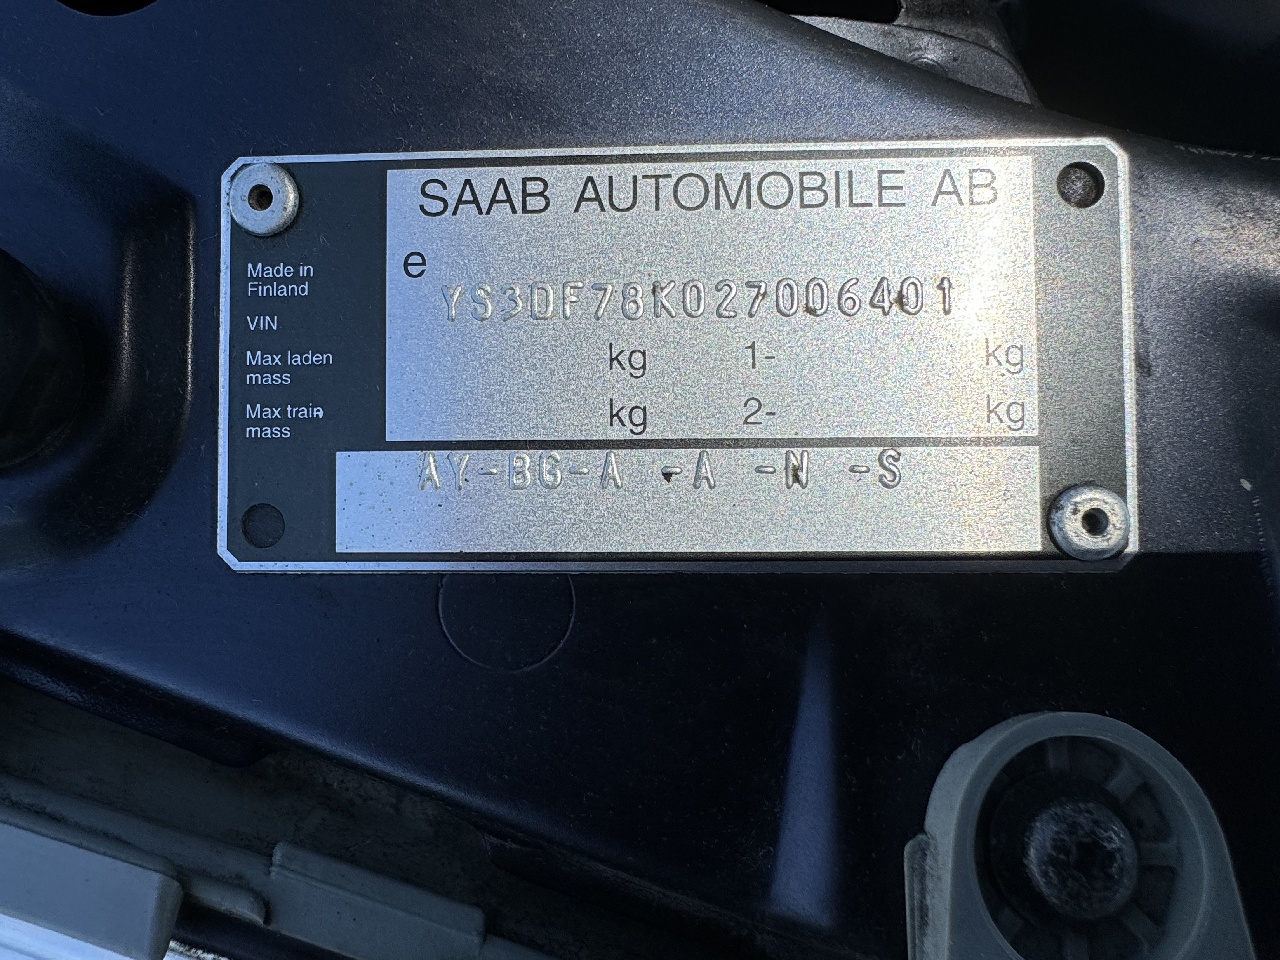 SAAB AUTOMOBILE AB
e
Made in
Finland
VIN YS3DF78K027006401
Max laden
mass kg 1- kg
Max train
mass kg 2- kg
AY-BG-A -A -N -S